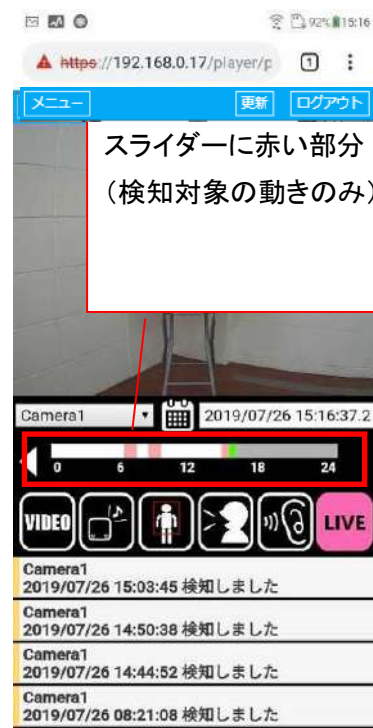 92% 15:16
https://192.168.0.17/player/p 1
メニュー 更新 ログアウト
スライダーに赤い部分
(検知対象の動きのみ)
Camera1 2019/07/26 15:16:37.2
0 6 12 18 24
VIDEO LIVE
Camera1
2019/07/26 15:03:45 検知しました
Camera1
2019/07/26 14:50:38 検知しました
Camera1
2019/07/26 14:44:52 検知しました
Camera1
2019/07/26 08:21:08 検知しました